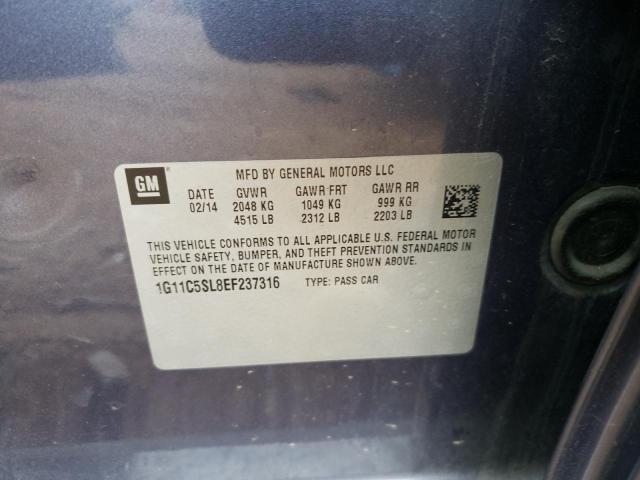 GM
MFD BY GENERAL MOTORS LLC
DATE GVWR GAWR FRT GAWR RR
02/14 2048 KG 1049 KG 999 KG
4515 LB 2312 LB 2203 LB
THIS VEHICLE CONFORMS TO ALL APPLICABLE U.S. FEDERAL MOTOR
VEHICLE SAFETY, BUMPER, AND THEFT PREVENTION STANDARDS IN
EFFECT ON THE DATE OF MANUFACTURE SHOWN ABOVE.
1G11C5SL8EF237316 TYPE: PASS CAR